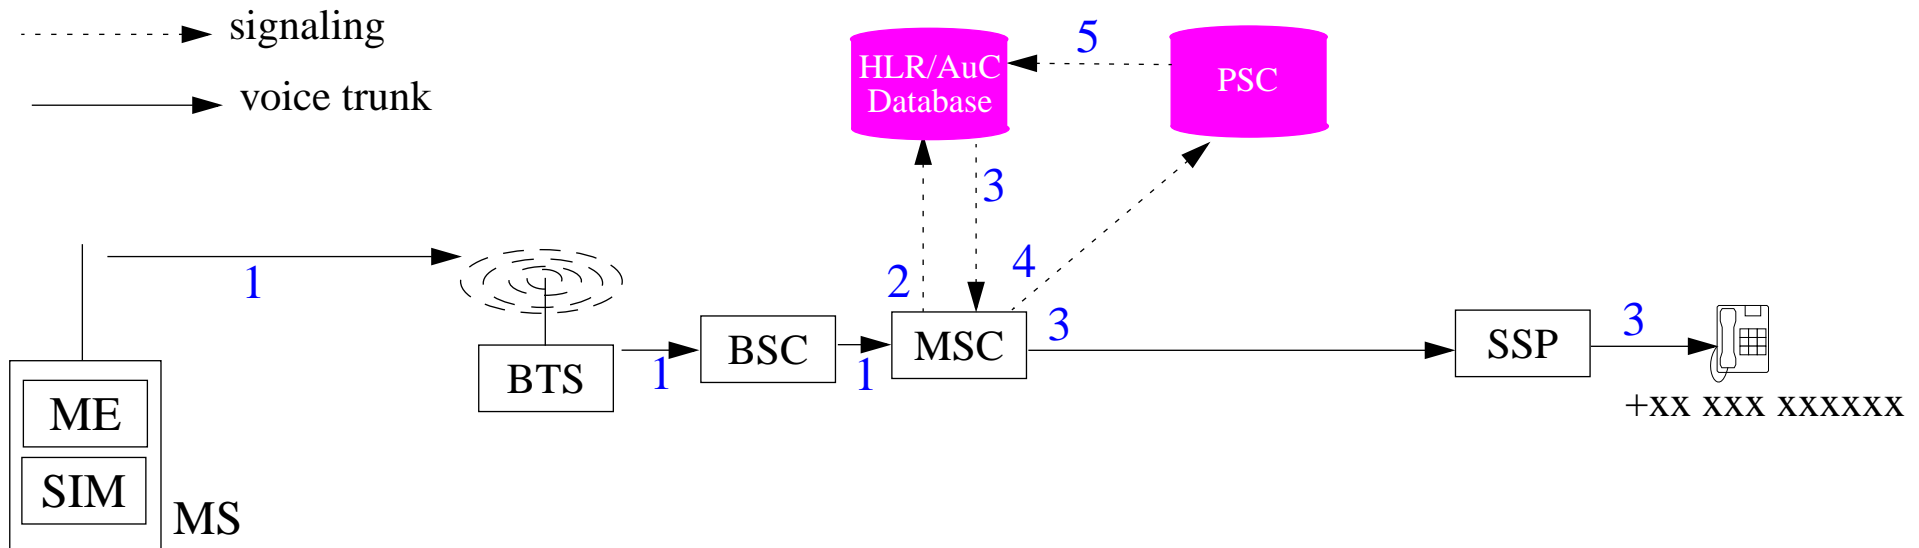 signaling
voice trunk
HLR/AuC
Database
PSC
5
3
2
4
1
3
3
BTS
1
BSC
1
MSC
SSP
+xx xxx xxxxxx
ME
SIM
MS